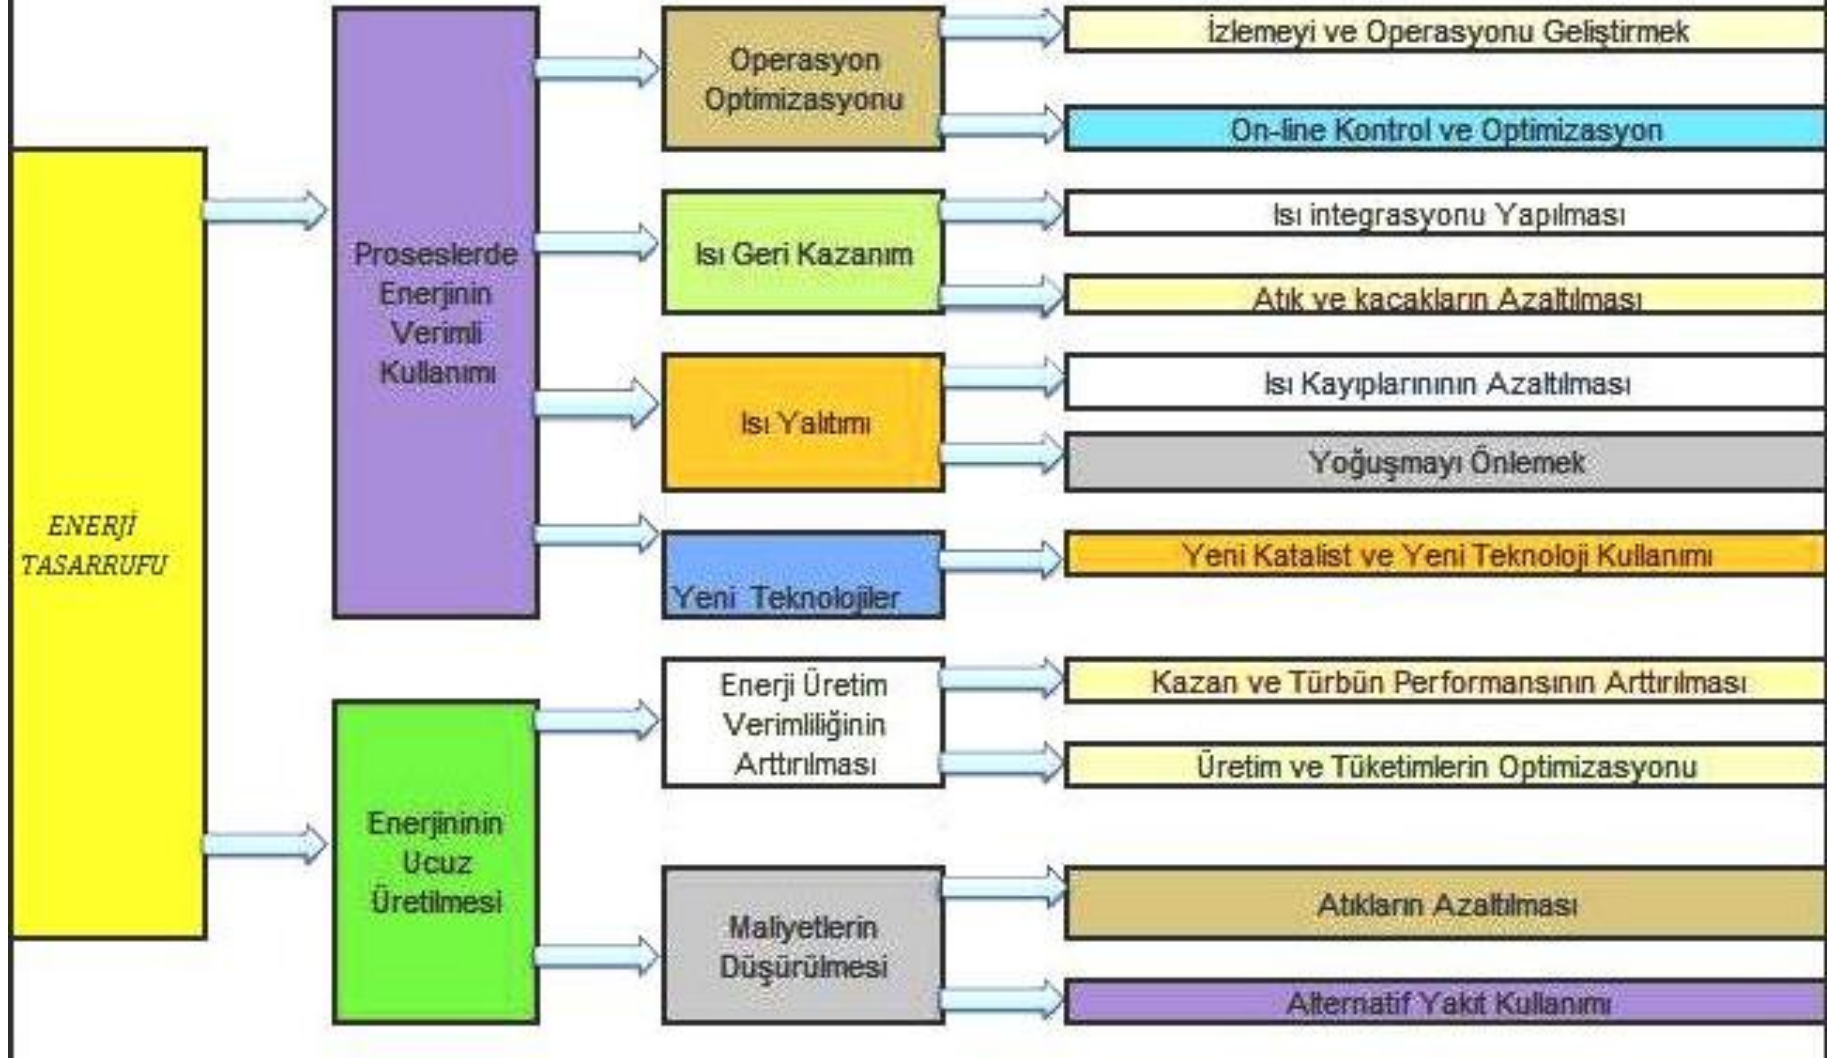 ENERJİ
TASARRUFU
Proseslerde
Enerjinin
Verimli
Kullanımı
Operasyon
Optimizasyonu
İzlemeyi ve Operasyonu Geliştirmek
On-line Kontrol ve Optimizasyon
Isı Geri Kazanım
Isı integrasyonu Yapılması
Atık ve kaçakların Azaltılması
Isı Yalıtımı
Isı Kayıplarınının Azaltılması
Yoğuşmayı Önlemek
Yeni Teknolojiler
Yeni Katalist ve Yeni Teknoloji Kullanımı
Enerjininin
Ucuz
Üretilmesi
Enerji Üretim
Verimliliğinin
Arttırılması
Kazan ve Türbün Performansının Arttırılması
Üretim ve Tüketimlerin Optimizasyonu
Maliyetlerin
Düşürülmesi
Atıkların Azaltılması
Alternatif Yakıt Kullanımı